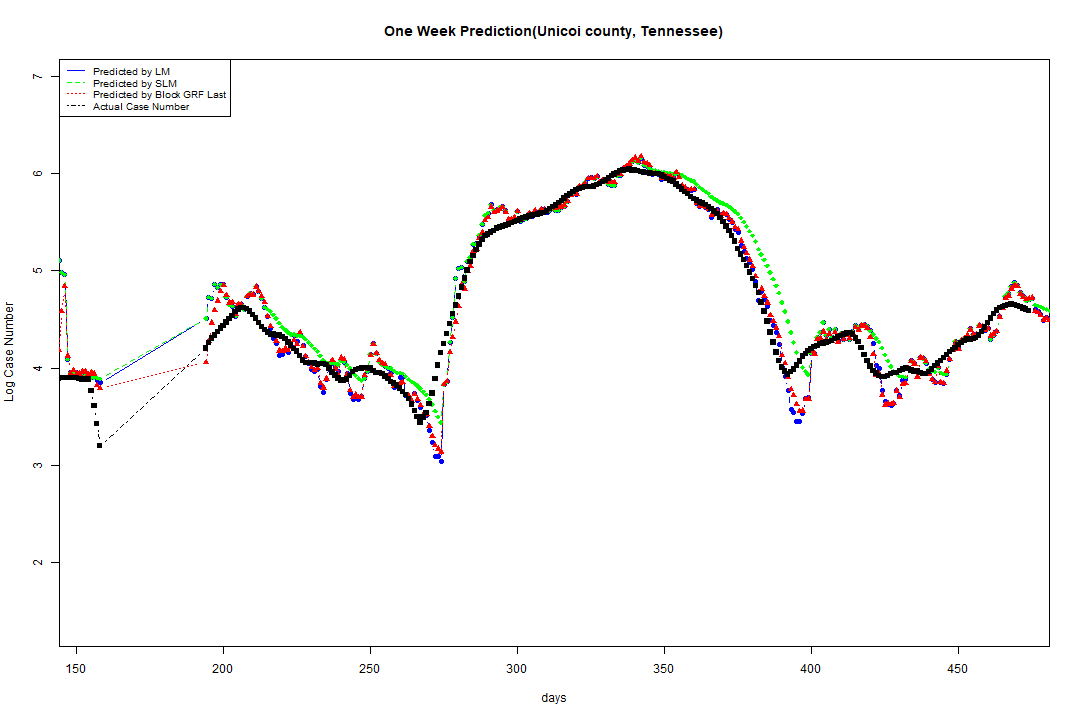 One Week Prediction(Unicoi county, Tennessee)
Predicted by LM
Predicted by SLM
Predicted by Block GRF Last
Actual Case Number
7
6
5
4
3
2
Log Case Number
150 200 250 300 350 400 450
days